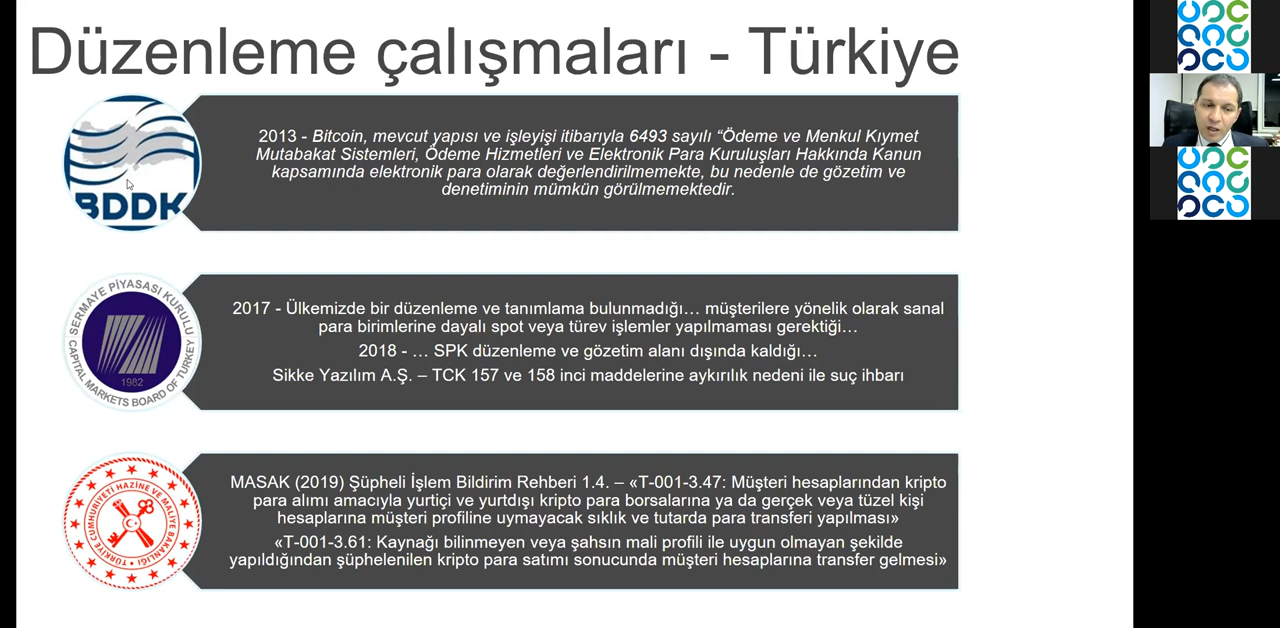 Düzenleme çalışmaları - Türkiye
2013 - Bitcoin, mevcut yapısı ve işleyişi itibarıyla 6493 sayılı “Ödeme ve Menkul Kıymet
Mutabakat Sistemleri, Ödeme Hizmetleri ve Elektronik Para Kuruluşları Hakkında Kanun
kapsamında elektronik para olarak değerlendirilmemekte, bu nedenle de gözetim ve
denetiminin mümkün görülmemektedir.
BDDK
SERMAYE PİYASASI KURULU
1982
CAPITAL MARKETS BOARD OF TURKEY
2017 - Ülkemizde bir düzenleme ve tanımlama bulunmadığı… müşterilere yönelik olarak sanal
para birimlerine dayalı spot veya türev işlemler yapılmaması gerektiği…
2018 - … SPK düzenleme ve gözetim alanı dışında kaldığı…
Sikke Yazılım A.Ş. – TCK 157 ve 158 inci maddelerine aykırılık nedeni ile suç ihbarı
TÜRKİYE CUMHURİYETİ HAZİNE VE MALİYE BAKANLIĞI
MASAK (2019) Şüpheli İşlem Bildirim Rehberi 1.4. – «T-001-3.47: Müşteri hesaplarından kripto
para alımı amacıyla yurtiçi ve yurtdışı kripto para borsalarına ya da gerçek veya tüzel kişi
hesaplarına müşteri profiline uymayacak sıklık ve tutarda para transferi yapılması»
«T-001-3.61: Kaynağı bilinmeyen veya şahsın mali profili ile uygun olmayan şekilde
yapıldığından şüphelenilen kripto para satımı sonucunda müşteri hesaplarına transfer gelmesi»